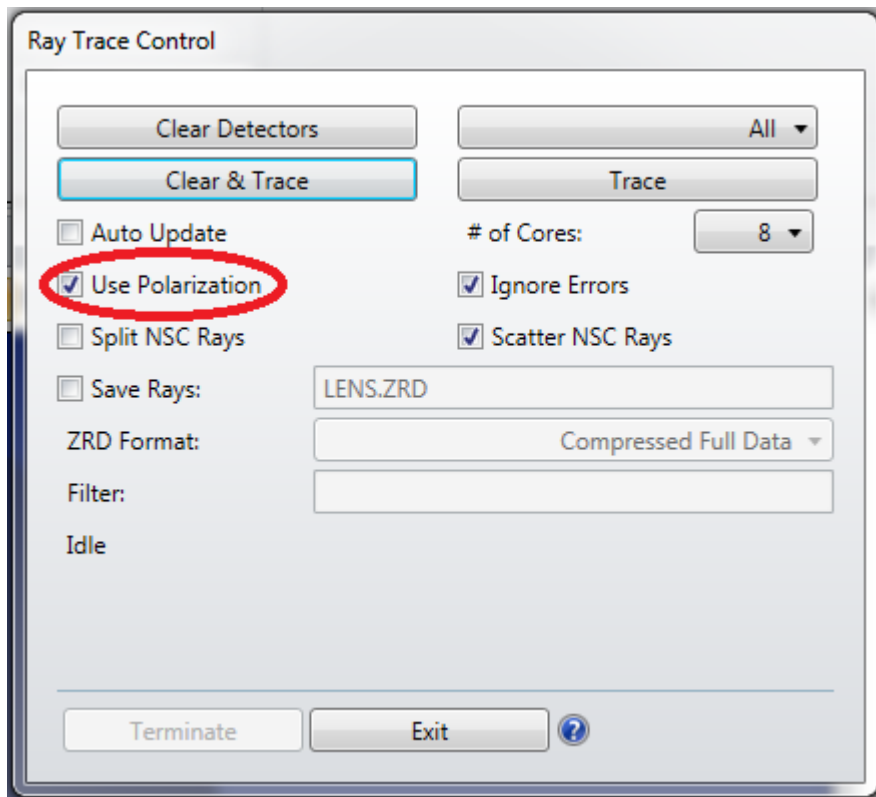 Ray Trace Control
Clear Detectors All
Clear & Trace Trace
Auto Update # of Cores: 8
Use Polarization Ignore Errors
Split NSC Rays Scatter NSC Rays
Save Rays: LENS.ZRD
ZRD Format: Compressed Full Data
Filter:
Idle
Terminate Exit ?